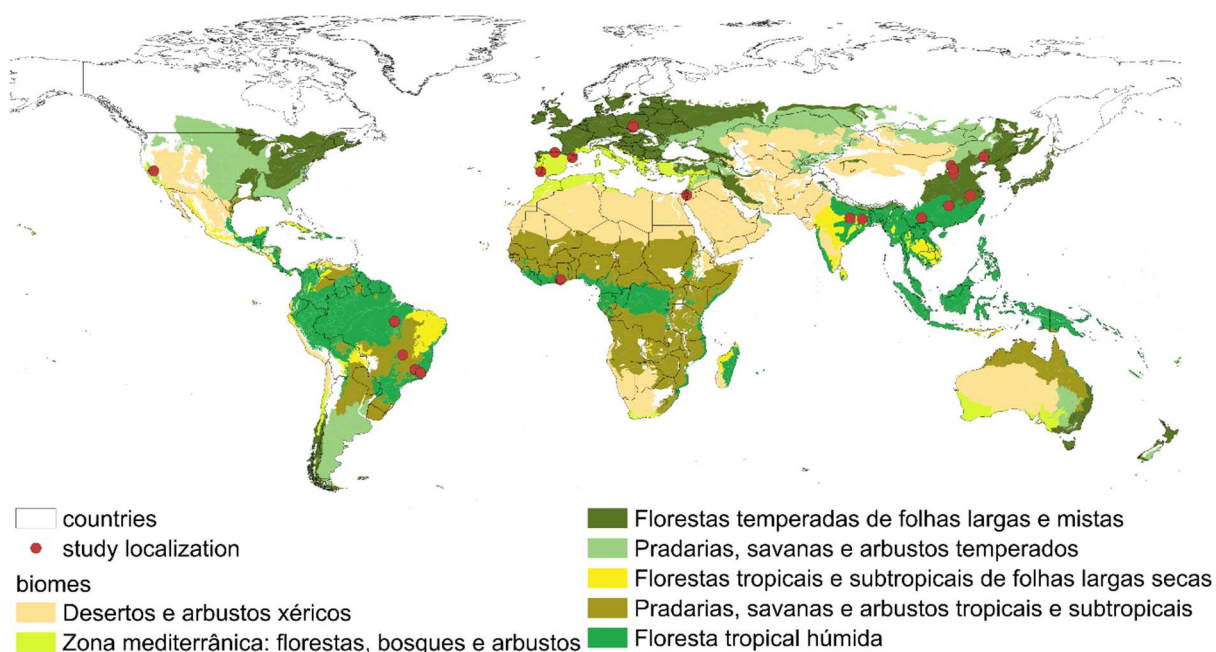 countries
study localization
biomes
Desertos e arbustos xéricos
Zona mediterrânica: florestas, bosques e arbustos
Florestas temperadas de folhas largas e mistas
Pradarias, savanas e arbustos temperados
Florestas tropicais e subtropicais de folhas largas secas
Pradarias, savanas e arbustos tropicais e subtropicais
Floresta tropical húmida